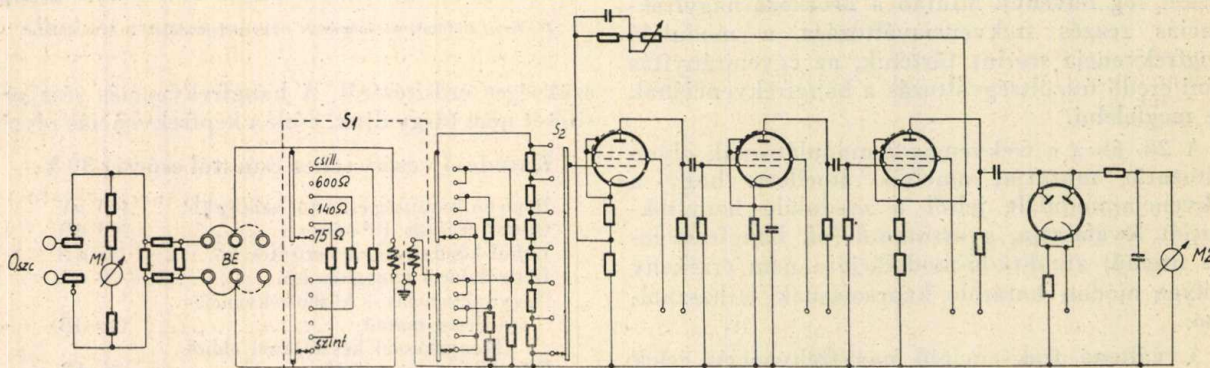 S1
S2
csill.
600Ω
140Ω
75Ω
Oszc
M1
BE
szint
M2